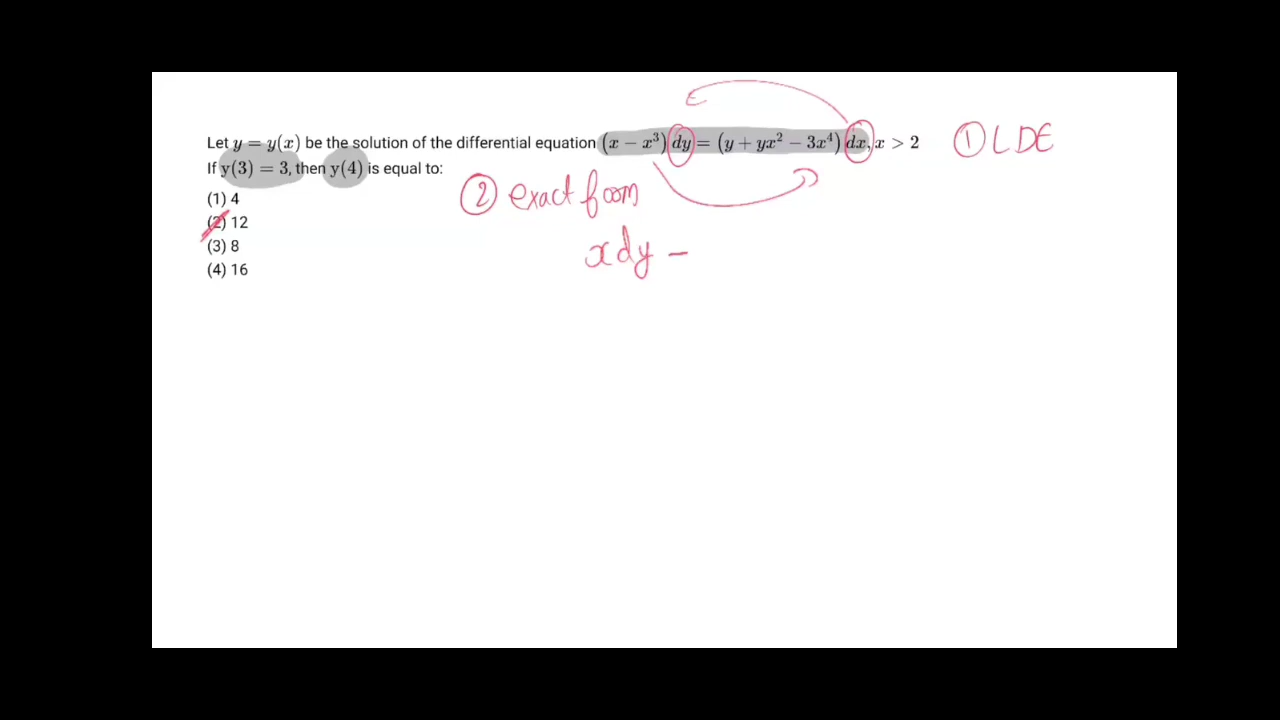 Let y = y(x) be the solution of the differential equation (x − x³) dy = (y + yx² − 3x⁴) dx, x > 2 ① LDE
If y(3) = 3, then y(4) is equal to:
② exact form
(1) 4
(2) 12
(3) 8
(4) 16
xdy −